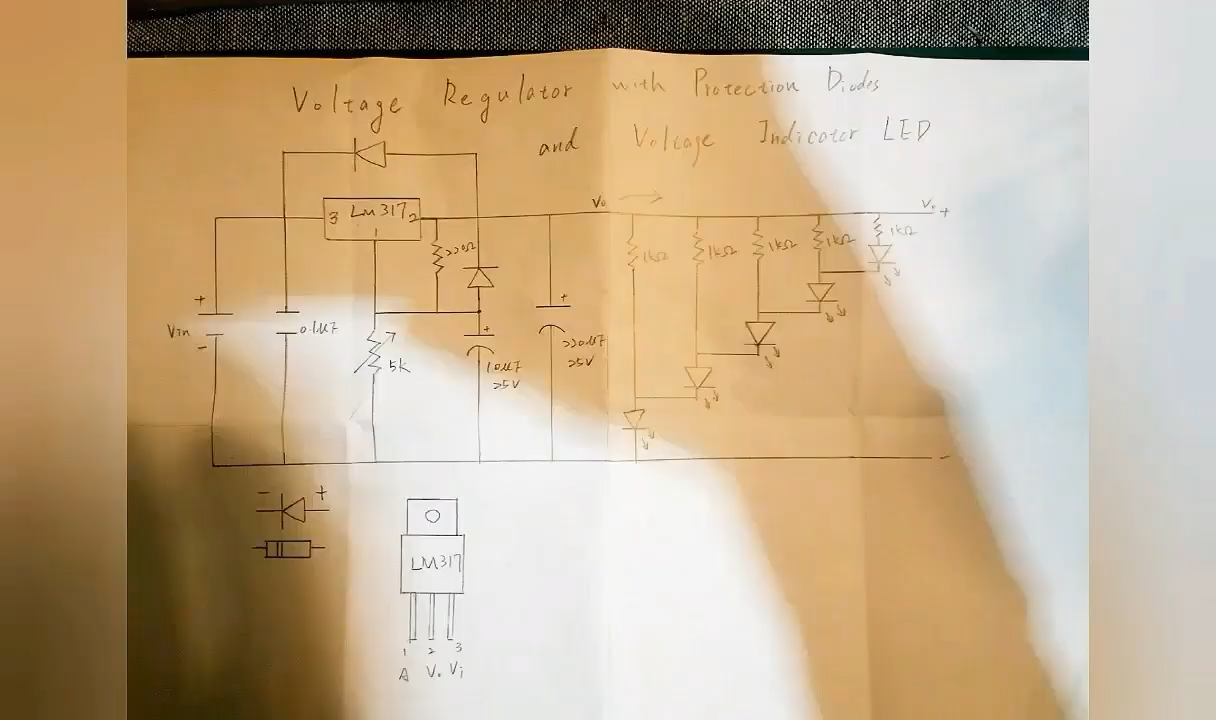 Voltage Regulator with Protection Diodes
and Voltage Indicator LED
3 LM317 2
1
Vo
Vo +
220Ω
1kΩ
1kΩ
1kΩ
1kΩ
1kΩ
+
Vin
-
0.1uF
5k
+
10uF
25V
+
220uF
25V
-
- +
LM317
1 2 3
A Vo Vi